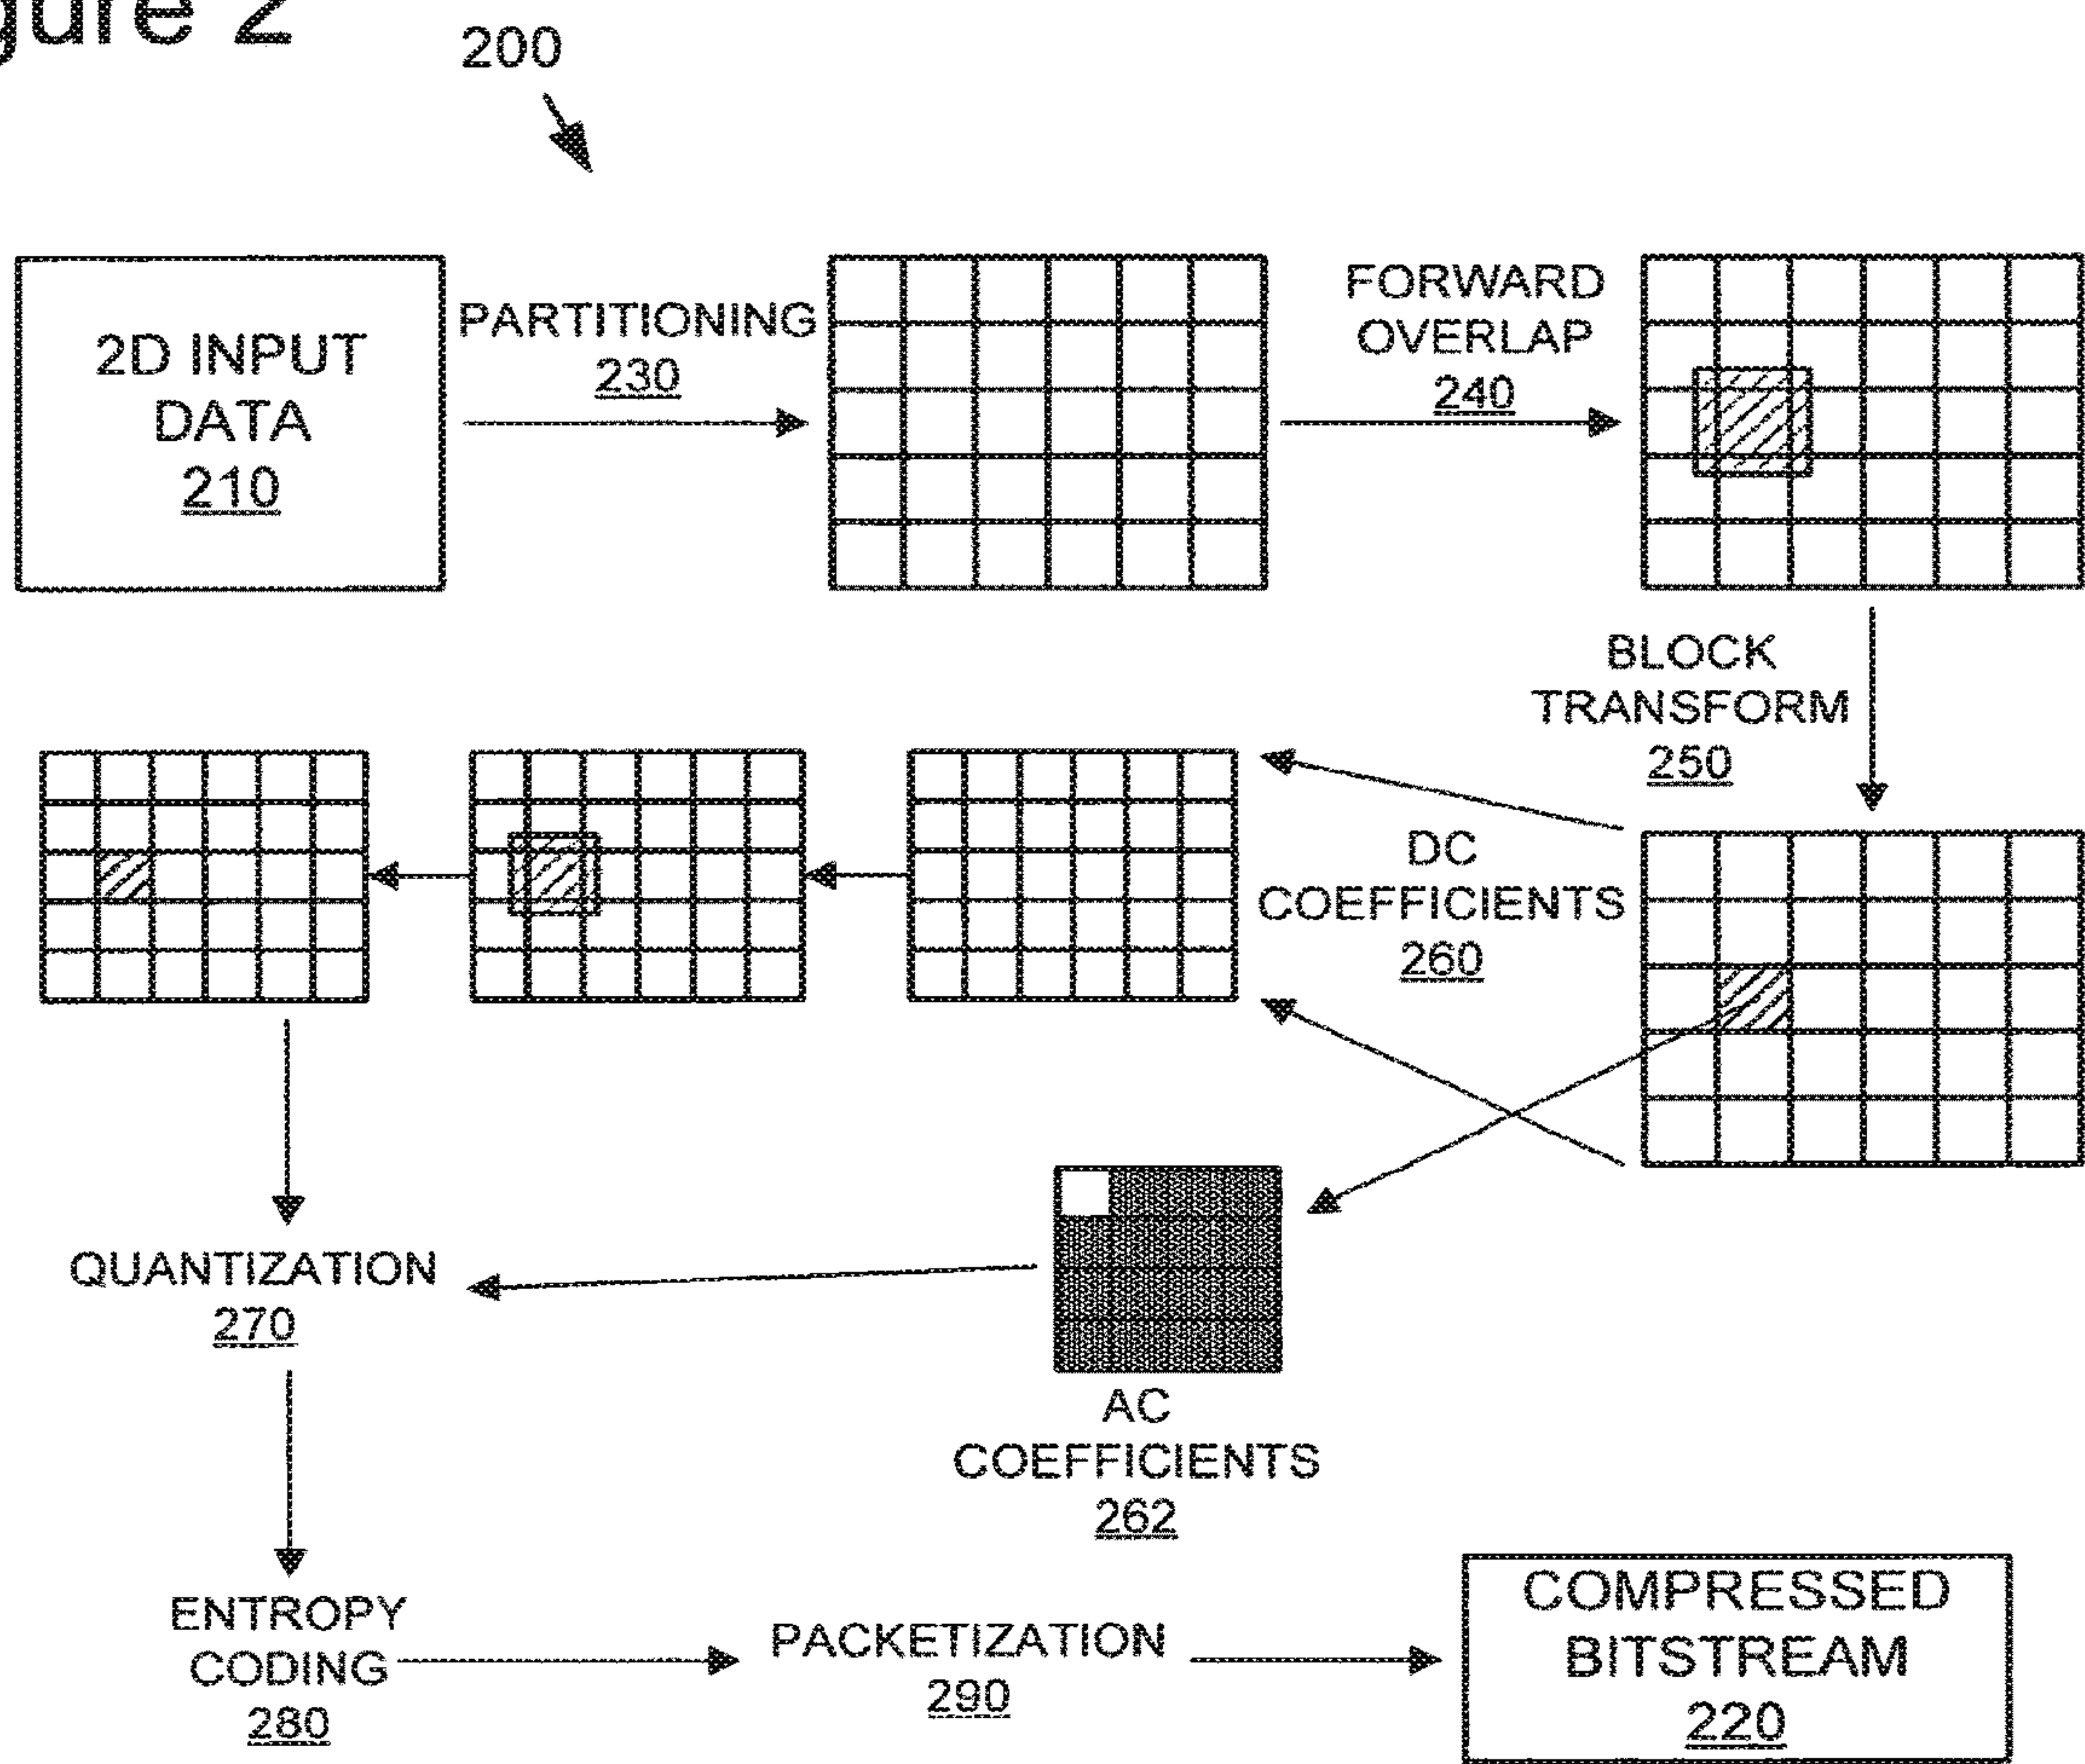 gure 2
200
2D INPUT
DATA
210
PARTITIONING
230
FORWARD
OVERLAP
240
BLOCK
TRANSFORM
250
DC
COEFFICIENTS
260
AC
COEFFICIENTS
262
QUANTIZATION
270
ENTROPY
CODING
280
PACKETIZATION
290
COMPRESSED
BITSTREAM
220